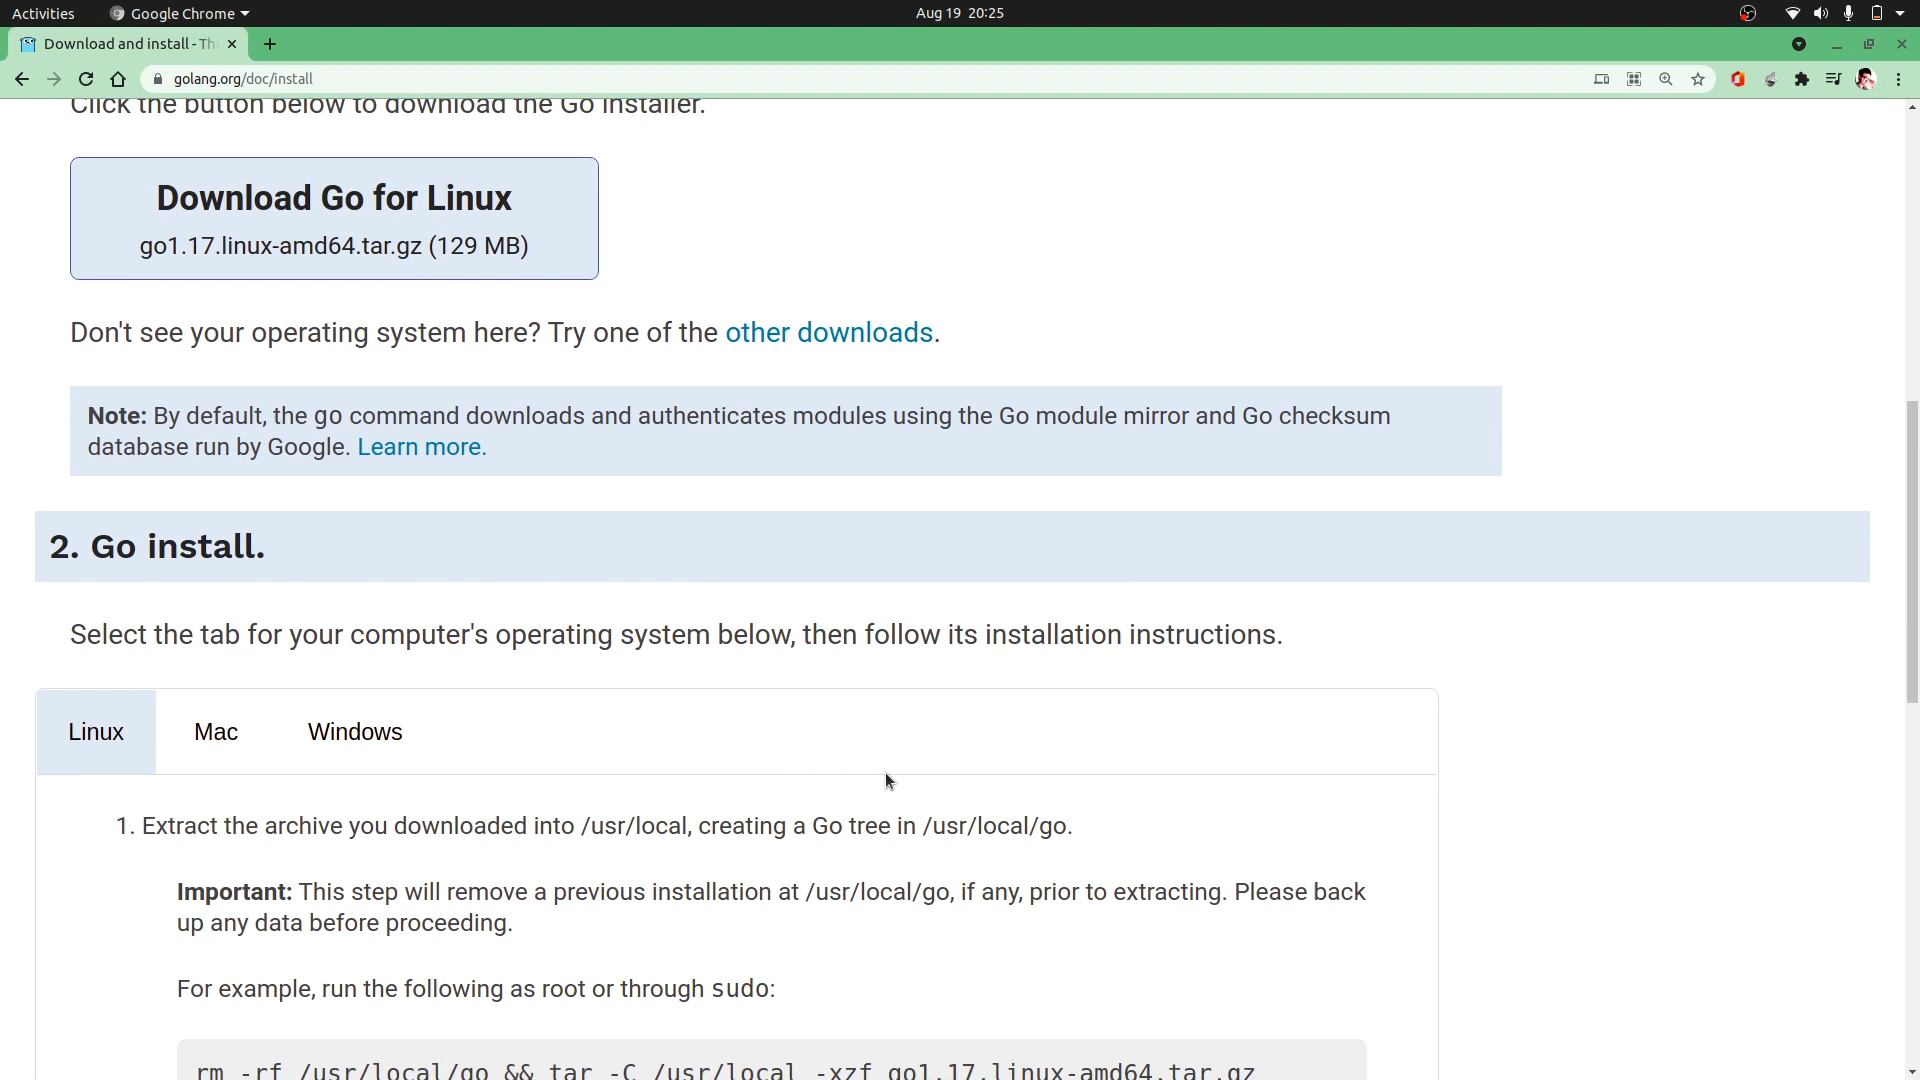 Activities
Google Chrome
Aug 19 20:25
Download and install - Th
golang.org/doc/install
Click the button below to download the Go installer.
Download Go for Linux
go1.17.linux-amd64.tar.gz (129 MB)
Don't see your operating system here? Try one of the other downloads.
Note: By default, the go command downloads and authenticates modules using the Go module mirror and Go checksum
database run by Google. Learn more.
2. Go install.
Select the tab for your computer's operating system below, then follow its installation instructions.
Linux
Mac
Windows
1. Extract the archive you downloaded into /usr/local, creating a Go tree in /usr/local/go.
Important: This step will remove a previous installation at /usr/local/go, if any, prior to extracting. Please back
up any data before proceeding.
For example, run the following as root or through sudo:
rm -rf /usr/local/go && tar -C /usr/local -xzf go1.17.linux-amd64.tar.gz